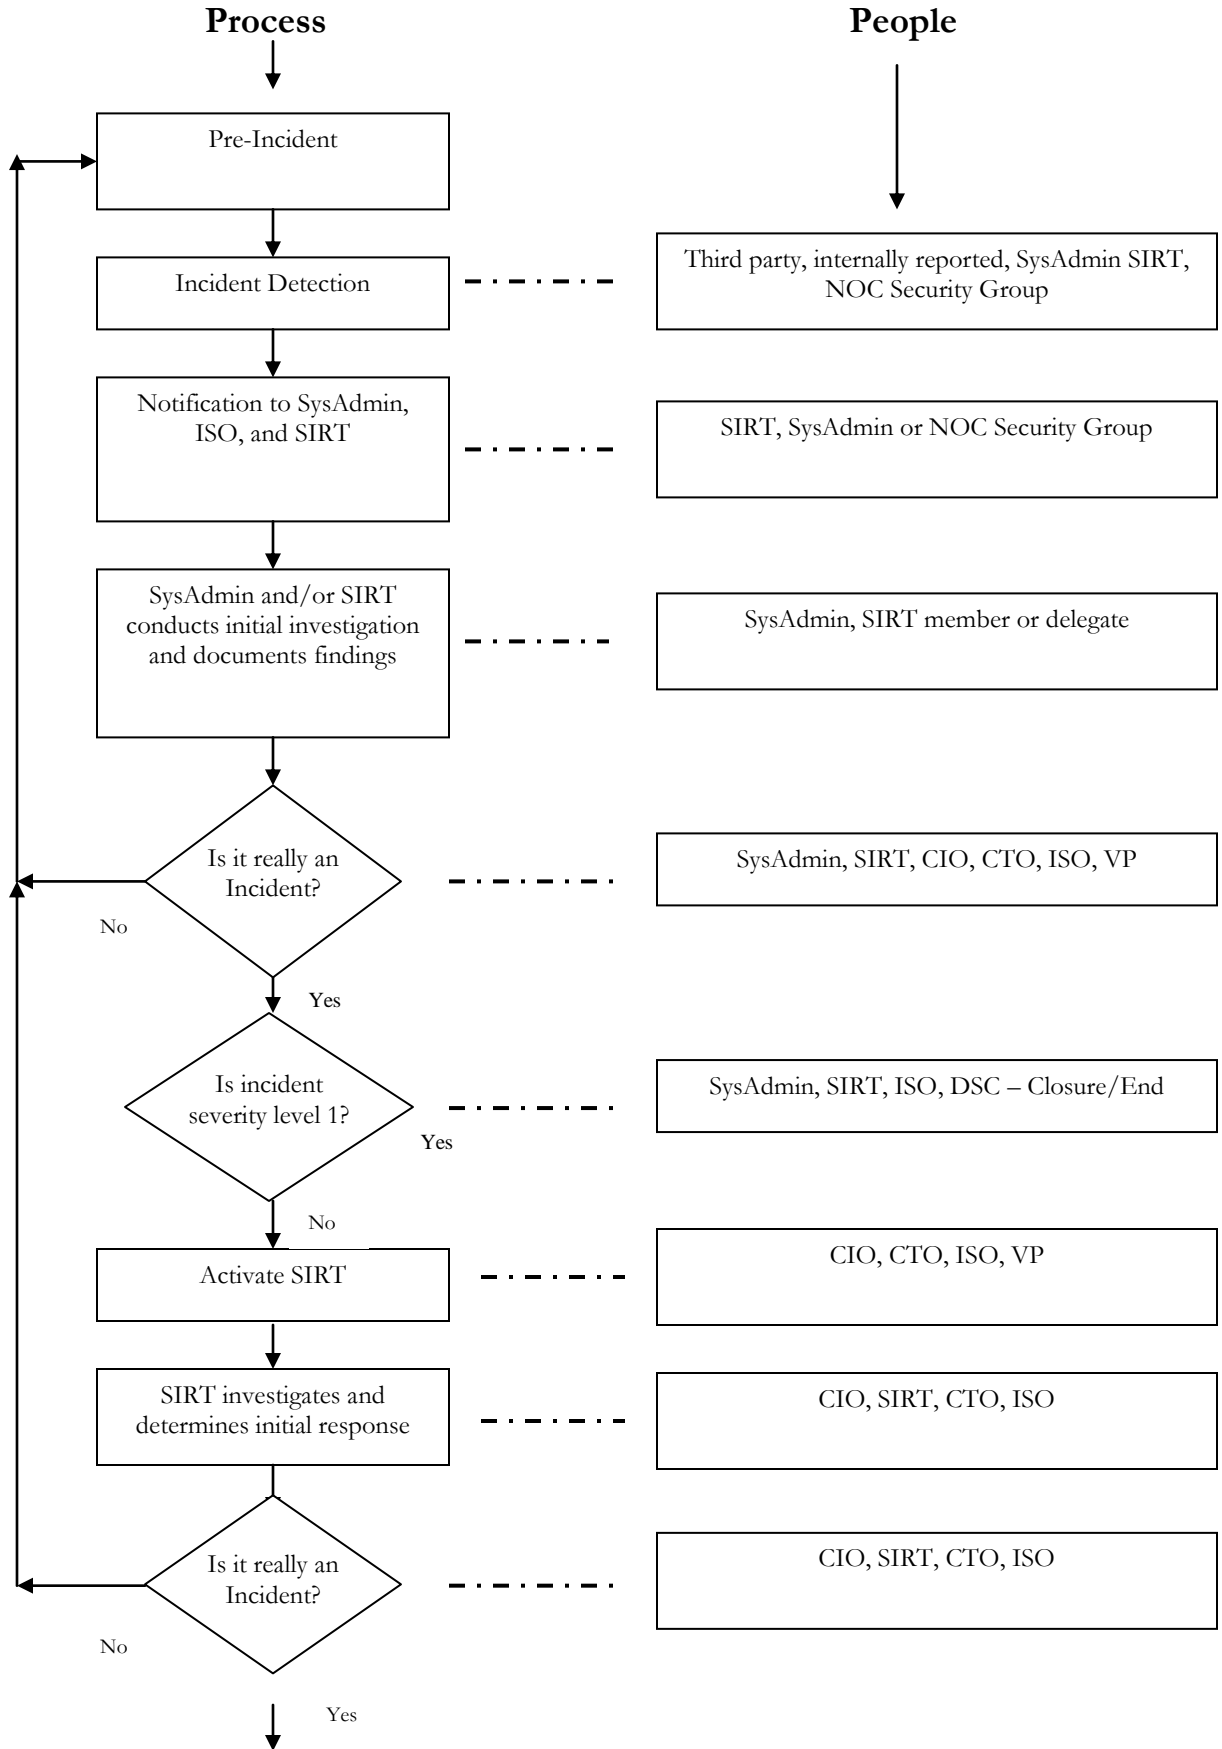 Process
People
Pre-Incident
Incident Detection
Third party, internally reported, SysAdmin SIRT,
NOC Security Group
Notification to SysAdmin,
ISO, and SIRT
SIRT, SysAdmin or NOC Security Group
SysAdmin and/or SIRT
conducts initial investigation
and documents findings
SysAdmin, SIRT member or delegate
Is it really an
Incident?
SysAdmin, SIRT, CIO, CTO, ISO, VP
No
Yes
Is incident
severity level 1?
SysAdmin, SIRT, ISO, DSC – Closure/End
Yes
No
Activate SIRT
CIO, CTO, ISO, VP
SIRT investigates and
determines initial response
CIO, SIRT, CTO, ISO
Is it really an
Incident?
CIO, SIRT, CTO, ISO
No
Yes